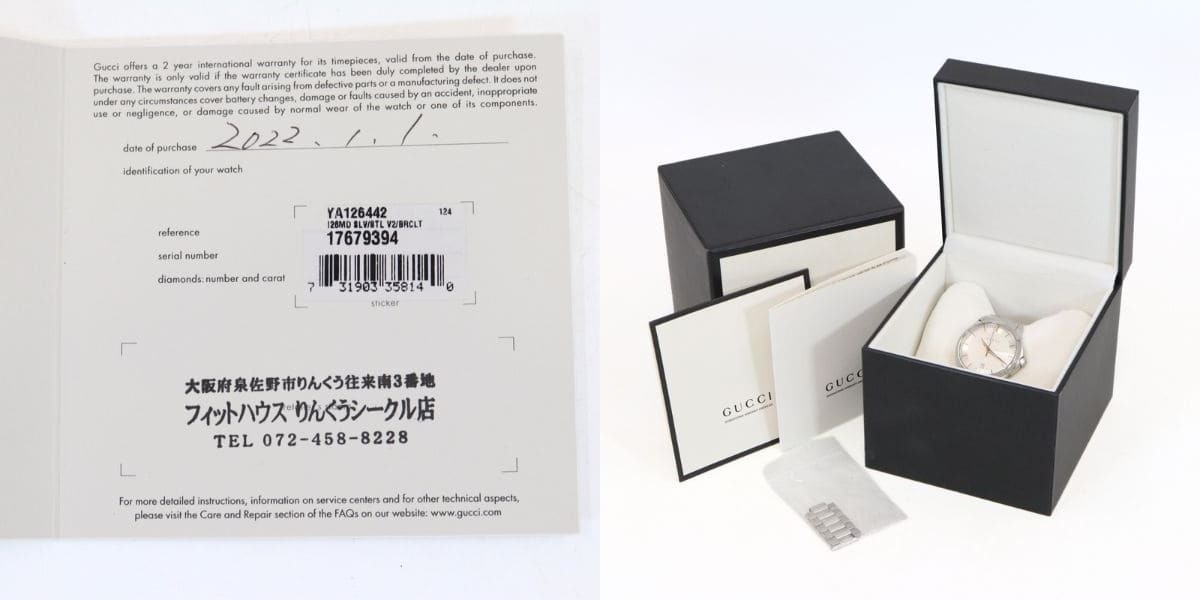 Gucci offers a 2 year international warranty for its timepieces, valid from the date of purchase.
The warranty is only valid if the warranty certificate has been duly completed by the dealer upon
purchase. The warranty covers any fault arising from defective parts or a manufacturing defect. It does not
under any circumstances cover battery changes, damage or faults caused by an accident, inappropriate
use or negligence, or damage caused by normal wear of the watch or one of its components.
date of purchase 2022.1.1.
identification of your watch
YA126442 124
126MD SLV/STL V2/BRCLT
reference
17679394
serial number
diamonds: number and carat
7 31903 35814 0
sticker
大阪府泉佐野市りんくう往来南3番地
フィットハウス りんくうシークル店
TEL 072-458-8228
For more detailed instructions, information on service centers and for other technical aspects,
please visit the Care and Repair section of the FAQs on our website: www.gucci.com
GUCCI
GUCCI